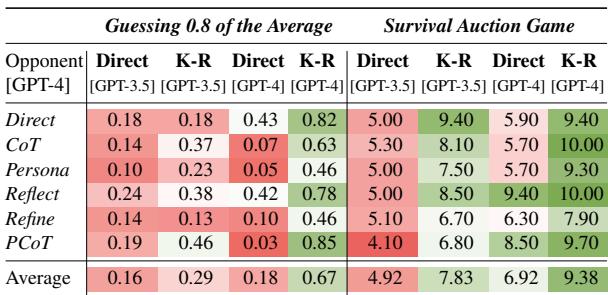 Guessing 0.8 of the Average Survival Auction Game
Opponent Direct K-R Direct K-R Direct K-R Direct K-R
[GPT-4] [GPT-3.5] [GPT-3.5] [GPT-4] [GPT-4] [GPT-3.5] [GPT-3.5] [GPT-4] [GPT-4]
Direct 0.18 0.18 0.43 0.82 5.00 9.40 5.90 9.40
CoT 0.14 0.37 0.07 0.63 5.30 8.10 5.70 10.00
Persona 0.10 0.23 0.05 0.46 5.00 7.50 5.70 9.30
Reflect 0.24 0.38 0.42 0.78 5.00 8.50 9.40 10.00
Refine 0.14 0.13 0.10 0.46 5.10 6.70 6.30 7.90
PCoT 0.19 0.46 0.03 0.85 4.10 6.80 8.50 9.70
Average 0.16 0.29 0.18 0.67 4.92 7.83 6.92 9.38